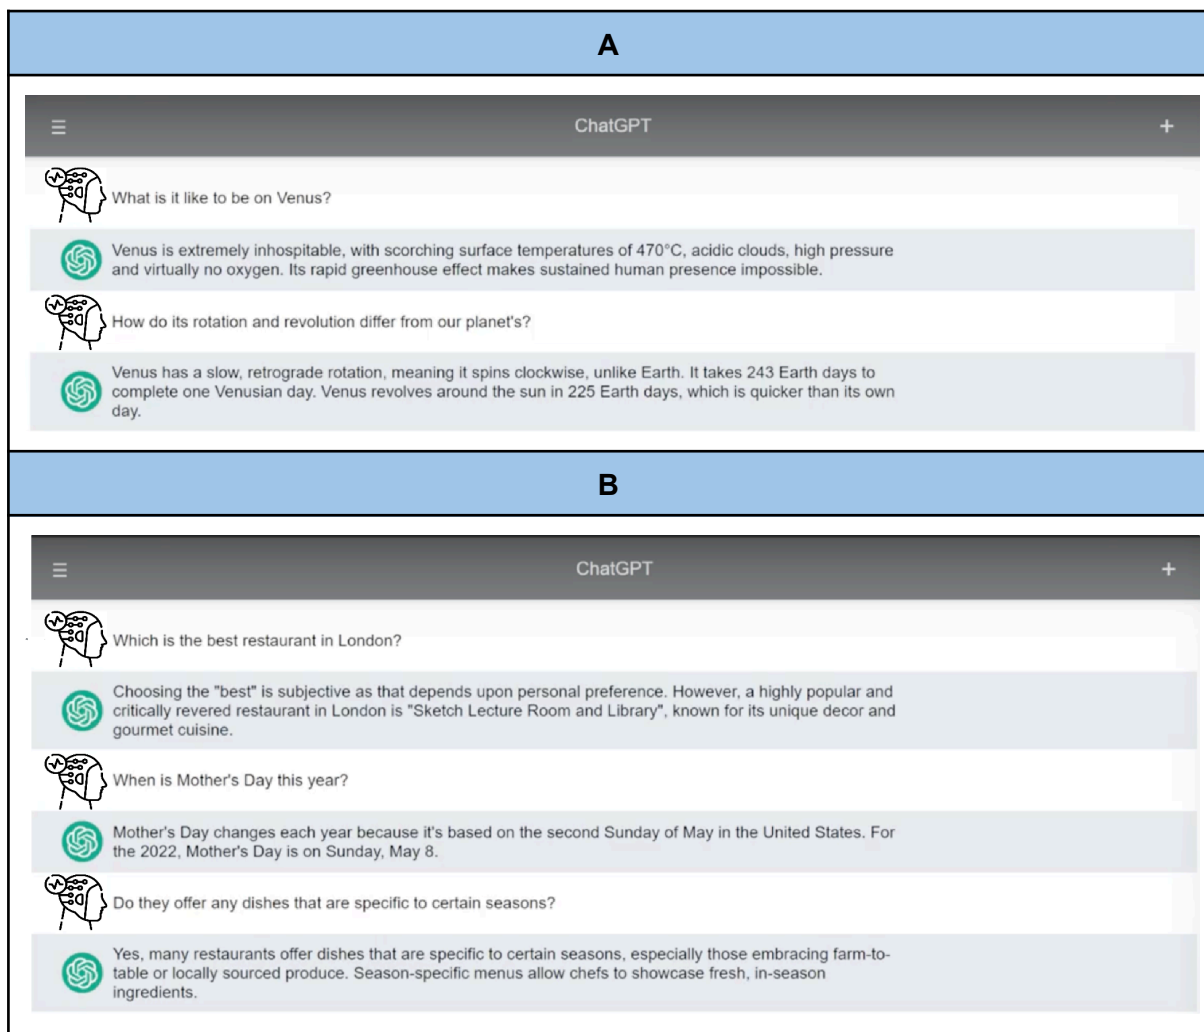 A
ChatGPT
What is it like to be on Venus?
Venus is extremely inhospitable, with scorching surface temperatures of 470°C, acidic clouds, high pressure
and virtually no oxygen. Its rapid greenhouse effect makes sustained human presence impossible.
How do its rotation and revolution differ from our planet's?
Venus has a slow, retrograde rotation, meaning it spins clockwise, unlike Earth. It takes 243 Earth days to
complete one Venusian day. Venus revolves around the sun in 225 Earth days, which is quicker than its own
day.
B
ChatGPT
Which is the best restaurant in London?
Choosing the "best" is subjective as that depends upon personal preference. However, a highly popular and
critically revered restaurant in London is "Sketch Lecture Room and Library", known for its unique decor and
gourmet cuisine.
When is Mother's Day this year?
Mother's Day changes each year because it's based on the second Sunday of May in the United States. For
the 2022, Mother's Day is on Sunday, May 8.
Do they offer any dishes that are specific to certain seasons?
Yes, many restaurants offer dishes that are specific to certain seasons, especially those embracing farm-to-
table or locally sourced produce. Season-specific menus allow chefs to showcase fresh, in-season
ingredients.